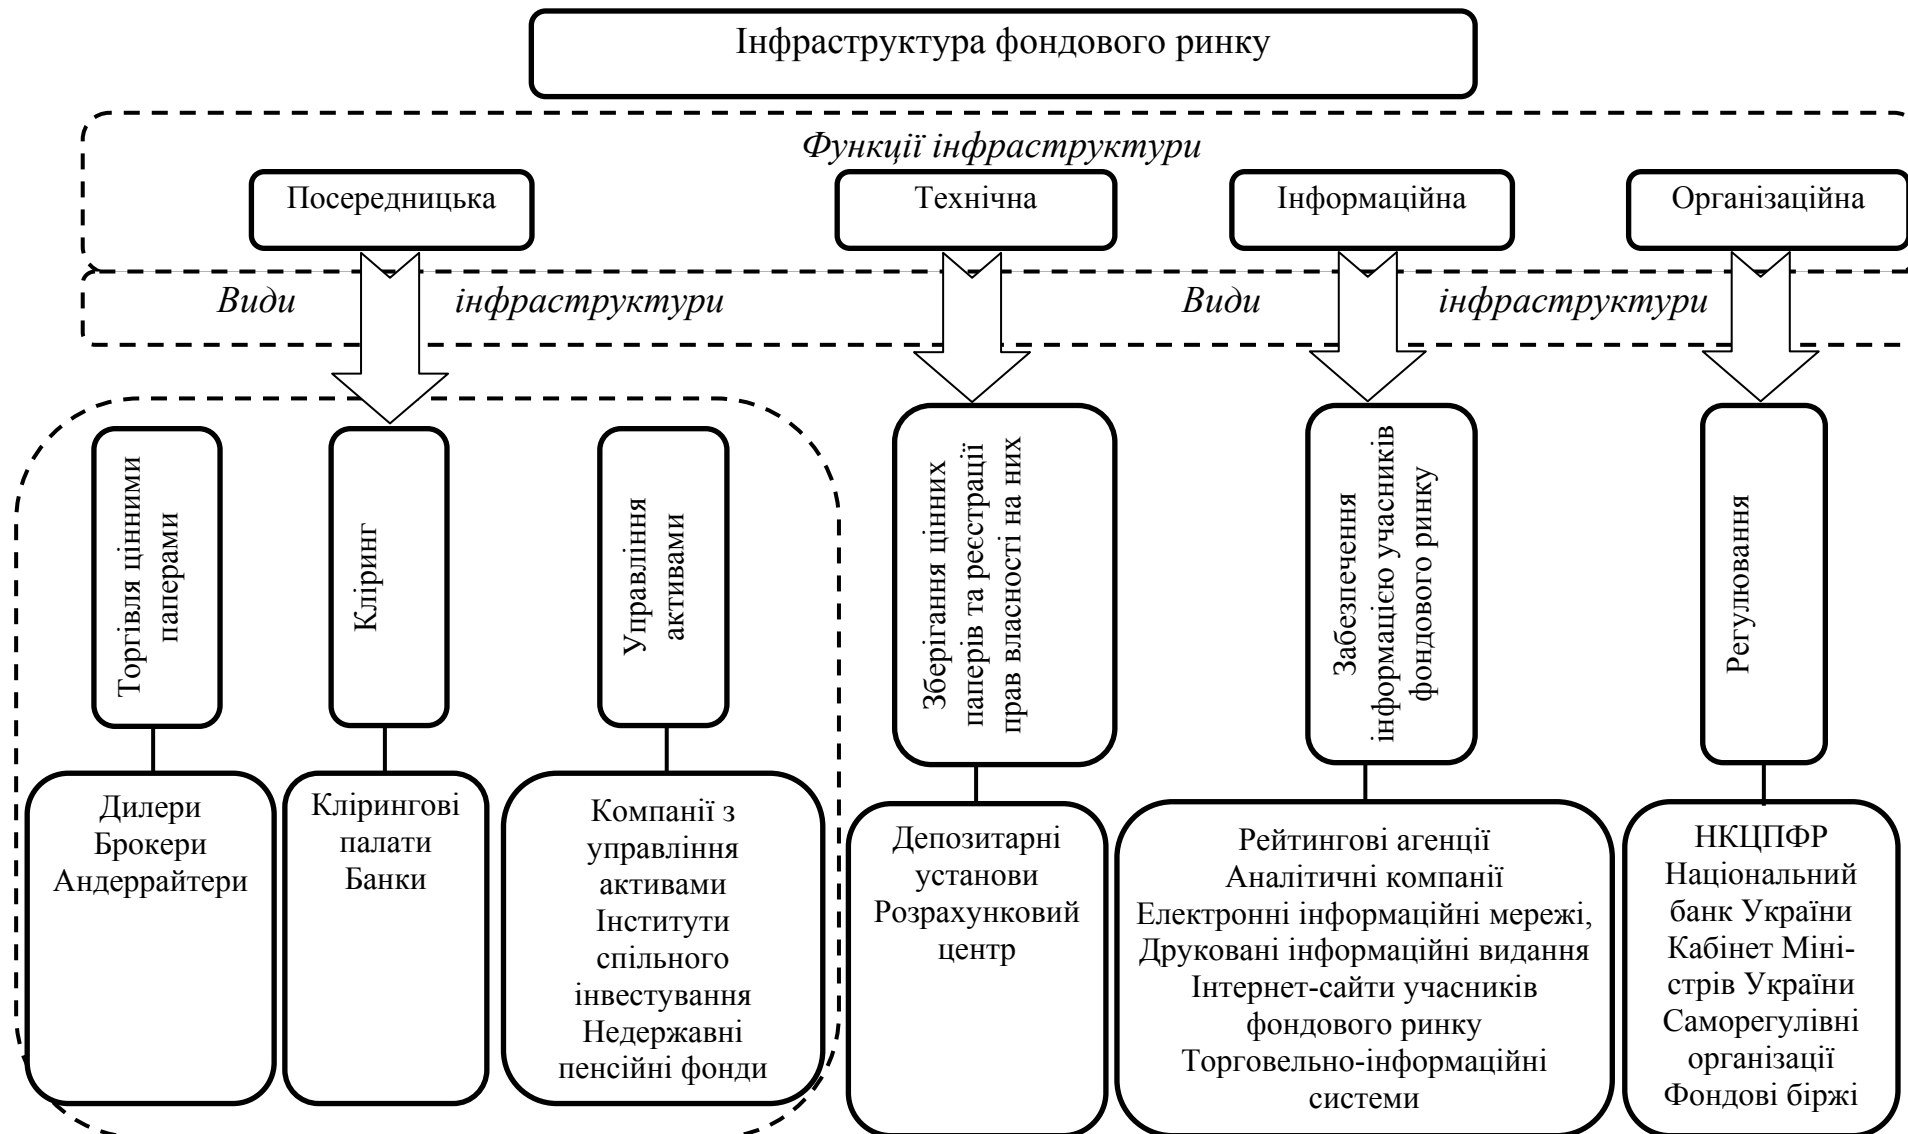 Інфраструктура фондового ринку
Функції інфраструктури
Посередницька
Технічна
Інформаційна
Організаційна
Види інфраструктури
Види інфраструктури
Торгівля цінними
паперами
Кліринг
Управління
активами
Зберігання цінних
паперів та реєстрації
прав власності на них
Забезпечення
інформацією учасників
фондового ринку
Регулювання
Дилери
Брокери
Андеррайтери
Клірингові
палати
Банки
Компанії з
управління
активами
Інститути
спільного
інвестування
Недержавні
пенсійні фонди
Депозитарні
установи
Розрахунковий
центр
Рейтингові агенції
Аналітичні компанії
Електронні інформаційні мережі,
Друковані інформаційні видання
Інтернет-сайти учасників
фондового ринку
Торговельно-інформаційні
системи
НКЦПФР
Національний
банк України
Кабінет Міні-
стрів України
Саморегулівні
організації
Фондові біржі